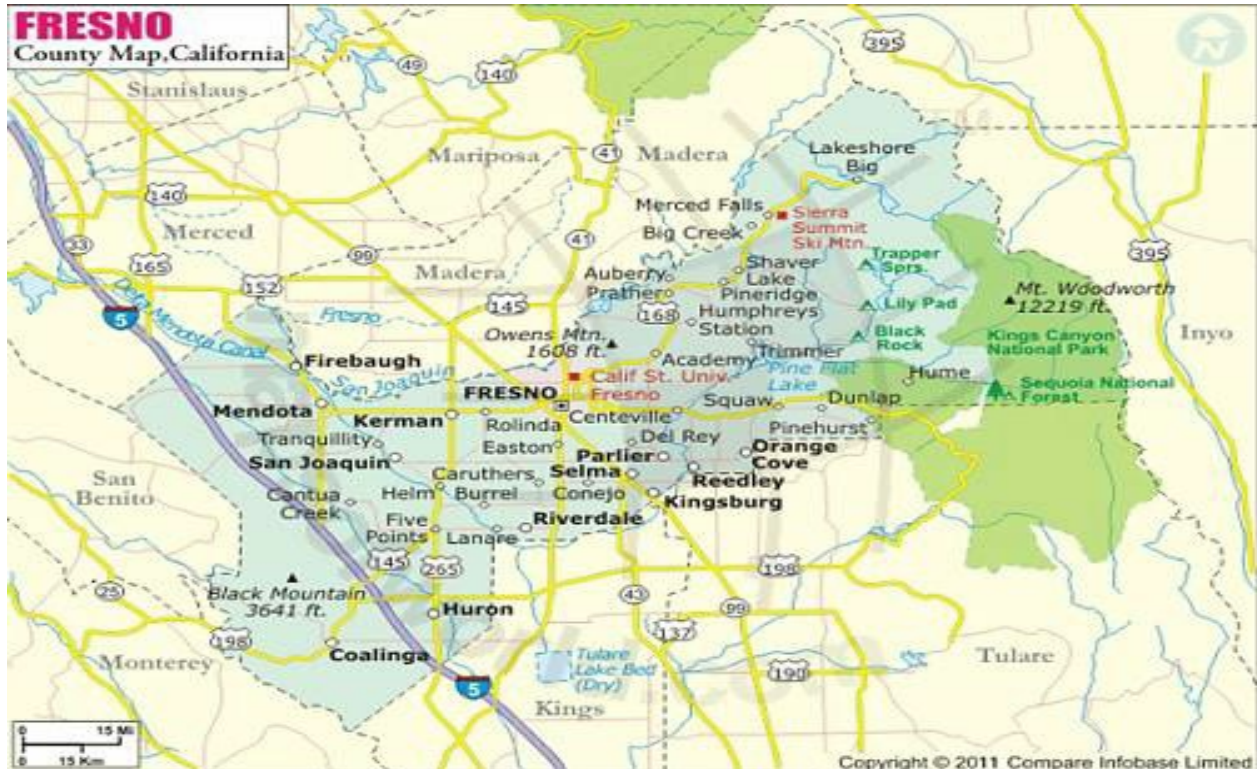 FRESNO
County Map,California
Stanislaus
49
140
395
N
Mariposa
41
Madera
Lakeshore
Big
140
Merced
33
165
99
41
Merced Falls
Big Creek
Sierra
Summit
Ski Mtn.
395
152
Madera
145
Auberry
Prather
Shaver
Lake
Pineridge
Trapper
Sprs.
Mt. Woodworth
12219 ft.
5
Delta Mendota Canal
Fresno
Owens Mtn.
1608 ft.
168
Humphreys
Station
Lily Pad
Black
Rock
Kings Canyon
National Park
Inyo
Firebaugh
San Joaquin
Academy
Trimmer
Calif St. Univ.
Fresno
Pine Flat
Lake
Hume
Sequoia National
Forest
Mendota
Kerman
FRESNO
Rolinda
Centeville
Squaw
Dunlap
Pinehurst
Tranquillity
San Joaquin
Easton
Del Rey
Parlier
Orange
Cove
San
Benito
Cantua
Creek
Caruthers
Helm
Burrel
Conejo
Selma
Reedley
Kingsburg
Five
Points
Lanare
Riverdale
145
265
198
Black Mountain
3641 ft.
25
Huron
43
99
137
198
Coalinga
Monterey
5
Tulare
Lake Bed
(Dry)
Kings
190
Tulare
0 15 Mi
0 15 Km
Copyright © 2011 Compare Infobase Limited